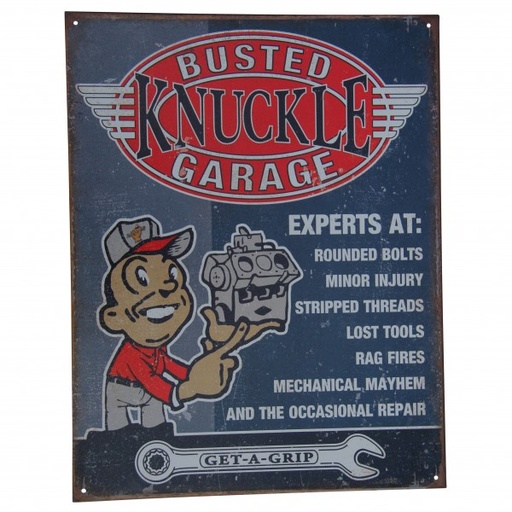 BUSTED
KNUCKLE
GARAGE
EXPERTS AT:
ROUNDED BOLTS
MINOR INJURY
STRIPPED THREADS
LOST TOOLS
RAG FIRES
MECHANICAL MAYHEM
AND THE OCCASIONAL REPAIR
GET-A-GRIP